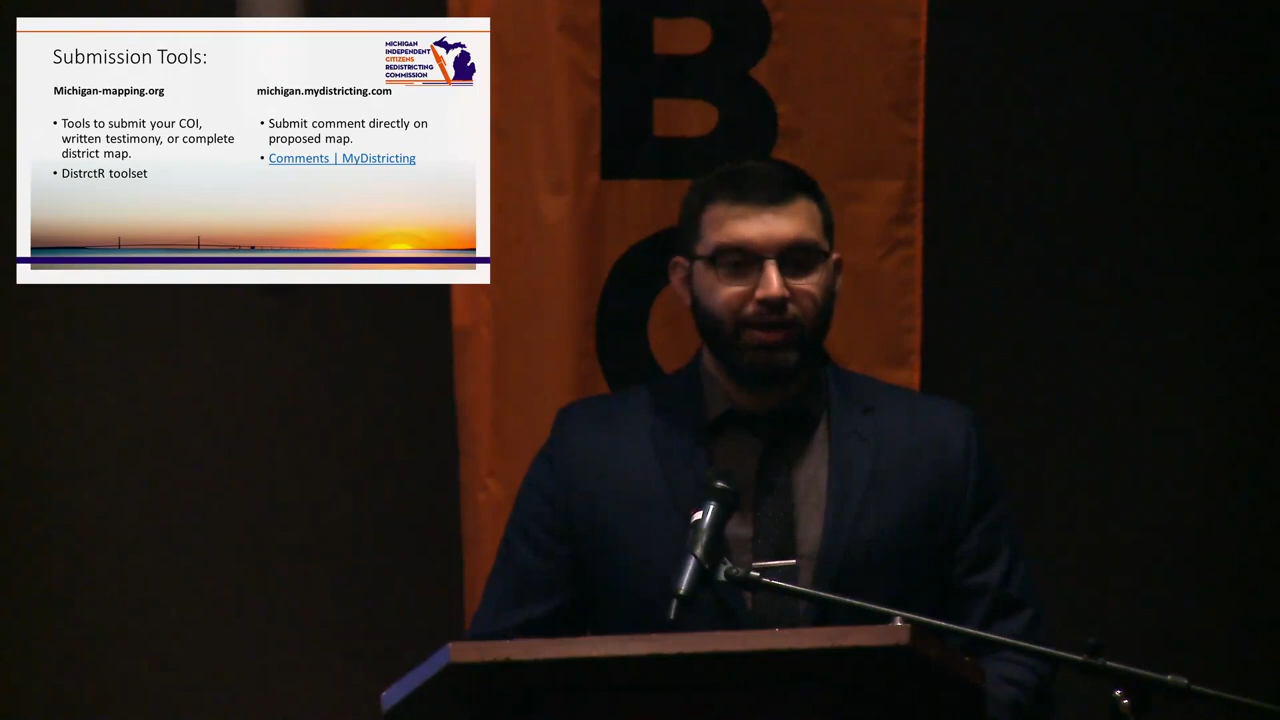 Submission Tools:
MICHIGAN
INDEPENDENT
CITIZENS
REDISTRICTING
COMMISSION
Michigan-mapping.org
• Tools to submit your COI,
written testimony, or complete
district map.
• DistrctR toolset
michigan.mydistricting.com
• Submit comment directly on
proposed map.
• Comments | MyDistricting
B
C